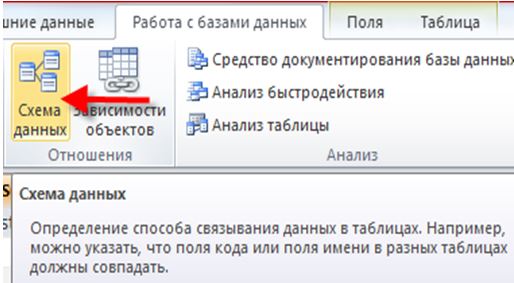 шние данные Работа с базами данных Поля Таблица
Схема данных
Зависимости объектов
Средство документирования базы данных
Анализ быстродействия
Анализ таблицы
Отношения Анализ
Схема данных
Определение способа связывания данных в таблицах. Например,
можно указать, что поля кода или поля имени в разных таблицах
должны совпадать.